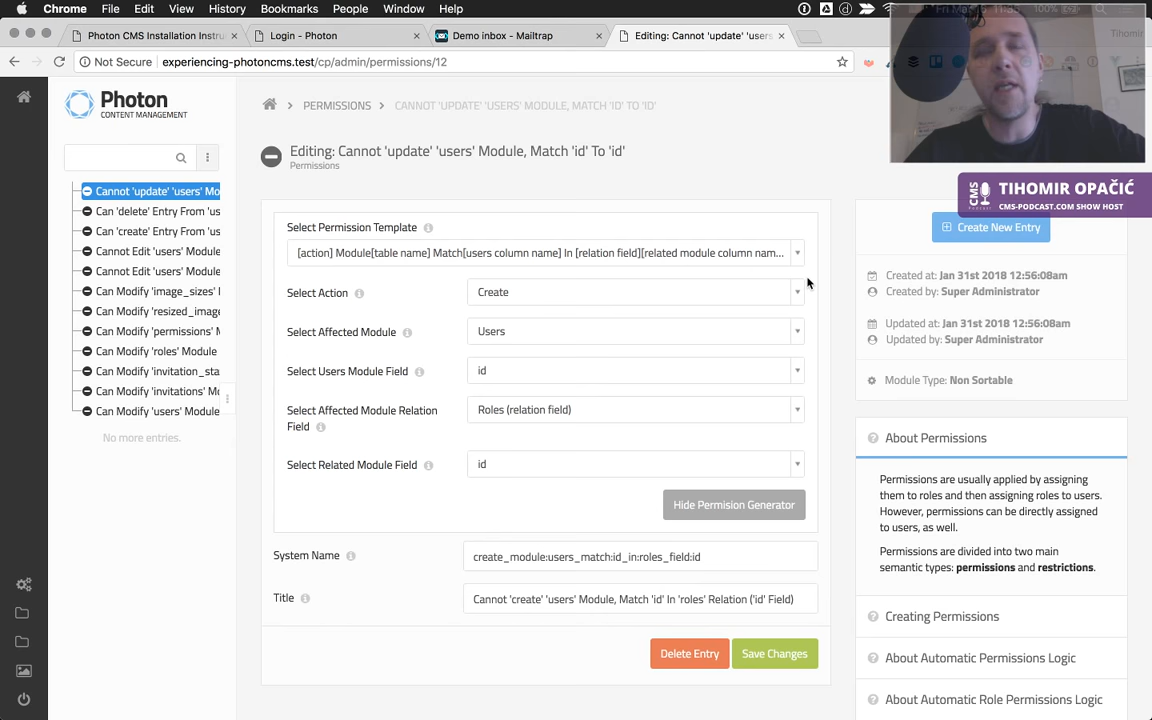 Chrome File Edit View History Bookmarks People Window Help
Photon CMS Installation Instru
Login - Photon
Demo inbox - Mailtrap
Editing: Cannot 'update' 'users'
Tihomir
Not Secure experiencing-photoncms.test/cp/admin/permissions/12
Photon
CONTENT MANAGEMENT
PERMISSIONS
CANNOT 'UPDATE' 'USERS' MODULE, MATCH 'ID' TO 'ID'
Editing: Cannot 'update' 'users' Module, Match 'id' To 'id'
Permissions
CMS
TIHOMIR OPAČIĆ
CMS-PODCAST.COM SHOW HOST
Cannot 'update' 'users' Mo
Can 'delete' Entry From 'us
Can 'create' Entry From 'us
Cannot Edit 'users' Module
Cannot Edit 'users' Module
Can Modify 'image_sizes' I
Can Modify 'resized_image
Can Modify 'permissions' M
Can Modify 'roles' Module
Can Modify 'invitation_sta
Can Modify 'invitations' Mo
Can Modify 'users' Module
No more entries.
Select Permission Template
[action] Module[table name] Match[users column name] In [relation field][related module column nam...
Select Action
Create
Select Affected Module
Users
Select Users Module Field
id
Select Affected Module Relation
Field
Roles (relation field)
Select Related Module Field
id
Hide Permision Generator
System Name
create_module:users_match:id_in:roles_field:id
Title
Cannot 'create' 'users' Module, Match 'id' In 'roles' Relation ('id' Field)
Delete Entry
Save Changes
Create New Entry
Created at: Jan 31st 2018 12:56:08am
Created by: Super Administrator
Updated at: Jan 31st 2018 12:56:08am
Updated by: Super Administrator
Module Type: Non Sortable
About Permissions
Permissions are usually applied by assigning
them to roles and then assigning roles to users.
However, permissions can be directly assigned
to users, as well.
Permissions are divided into two main
semantic types: permissions and restrictions.
Creating Permissions
About Automatic Permissions Logic
About Automatic Role Permissions Logic